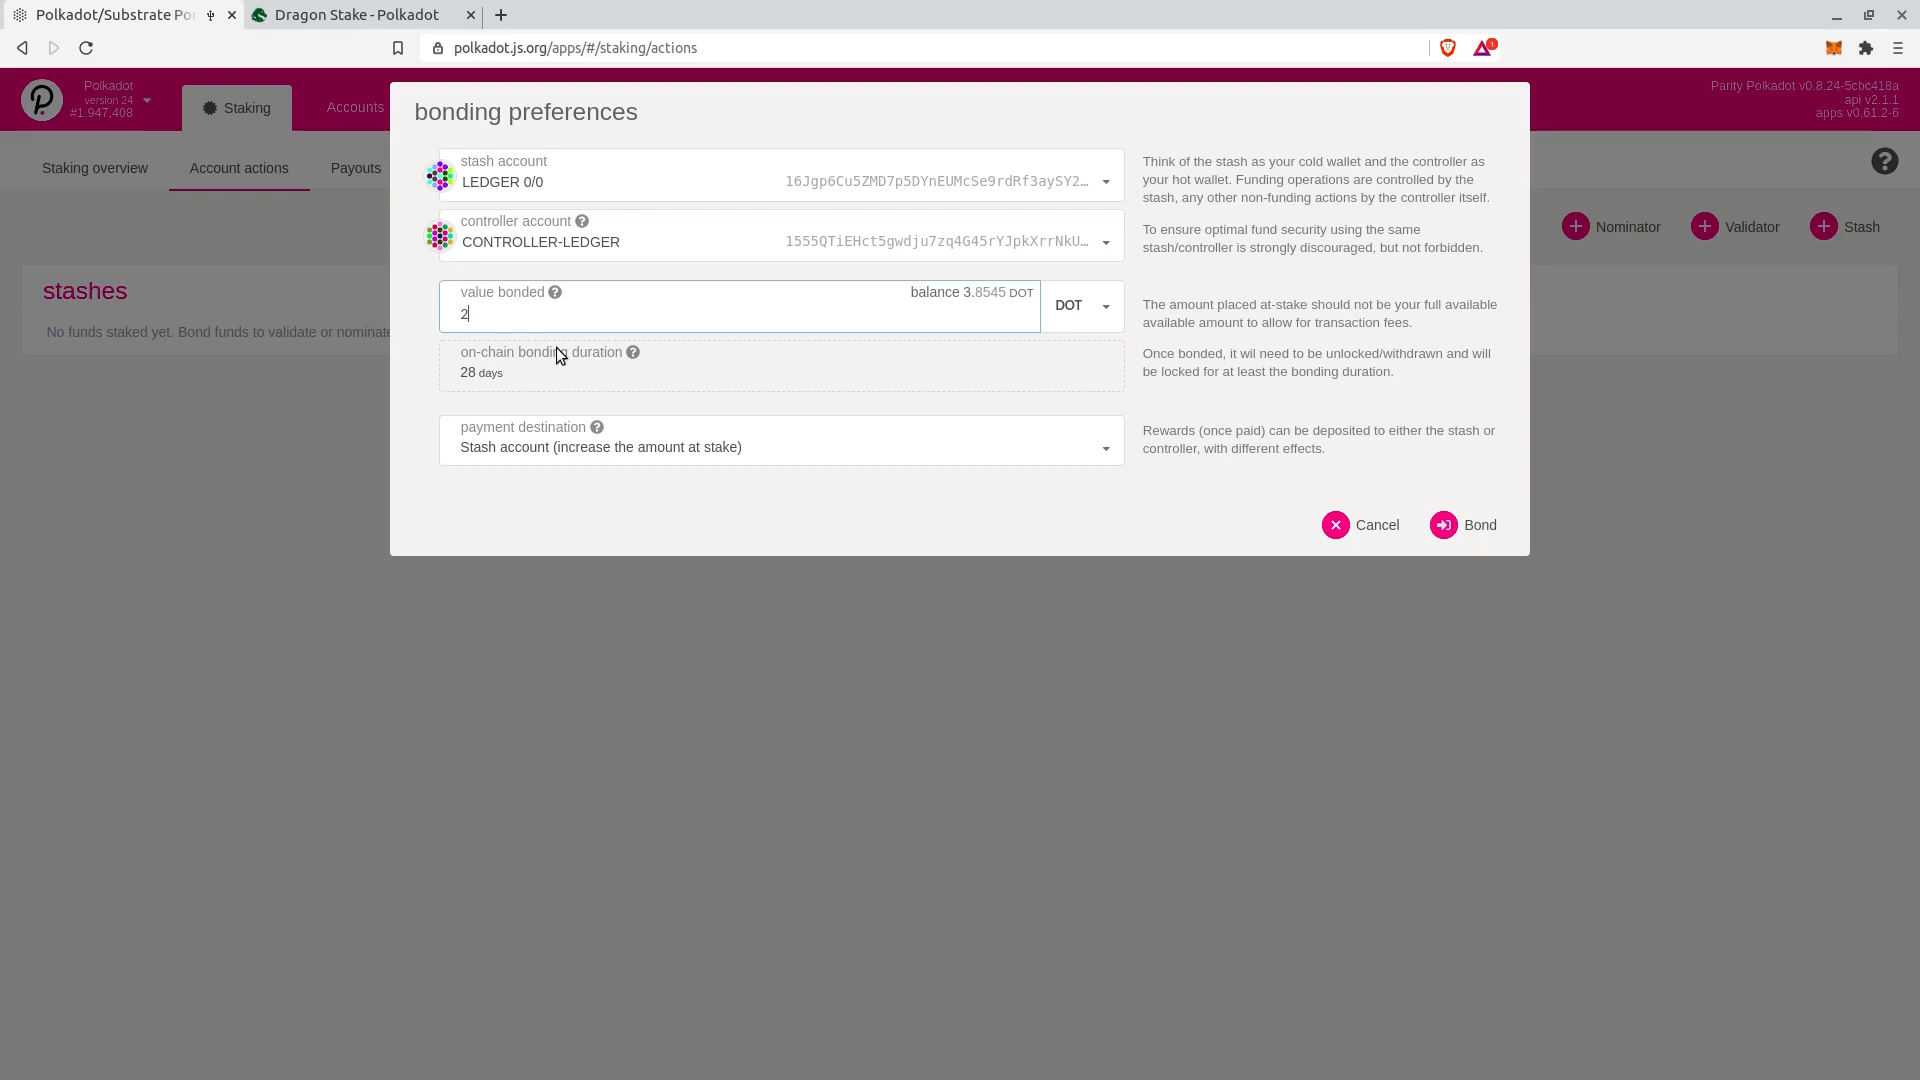 Polkadot/Substrate Por
Dragon Stake - Polkadot
polkadot.js.org/apps/#/staking/actions
1
Polkadot
version 24
#1,947,408
Staking
Accounts
Parity Polkadot v0.8.24-5cbc418a
api v2.1.1
apps v0.61.2-6
Staking overview
Account actions
Payouts
Nominator
Validator
Stash
stashes
No funds staked yet. Bond funds to validate or nominate
bonding preferences
stash account
LEDGER 0/0
16Jgp6Cu5ZMD7p5DYnEUMcSe9rdRf3aySY2…
Think of the stash as your cold wallet and the controller as
your hot wallet. Funding operations are controlled by the
stash, any other non-funding actions by the controller itself.
controller account
CONTROLLER-LEDGER
1555QTiEHct5gwdju7zq4G45rYJpkXrrNkU…
To ensure optimal fund security using the same
stash/controller is strongly discouraged, but not forbidden.
value bonded
balance 3.8545 DOT
2
DOT
The amount placed at-stake should not be your full available
available amount to allow for transaction fees.
on-chain bonding duration
28 days
Once bonded, it wil need to be unlocked/withdrawn and will
be locked for at least the bonding duration.
payment destination
Stash account (increase the amount at stake)
Rewards (once paid) can be deposited to either the stash or
controller, with different effects.
Cancel
Bond